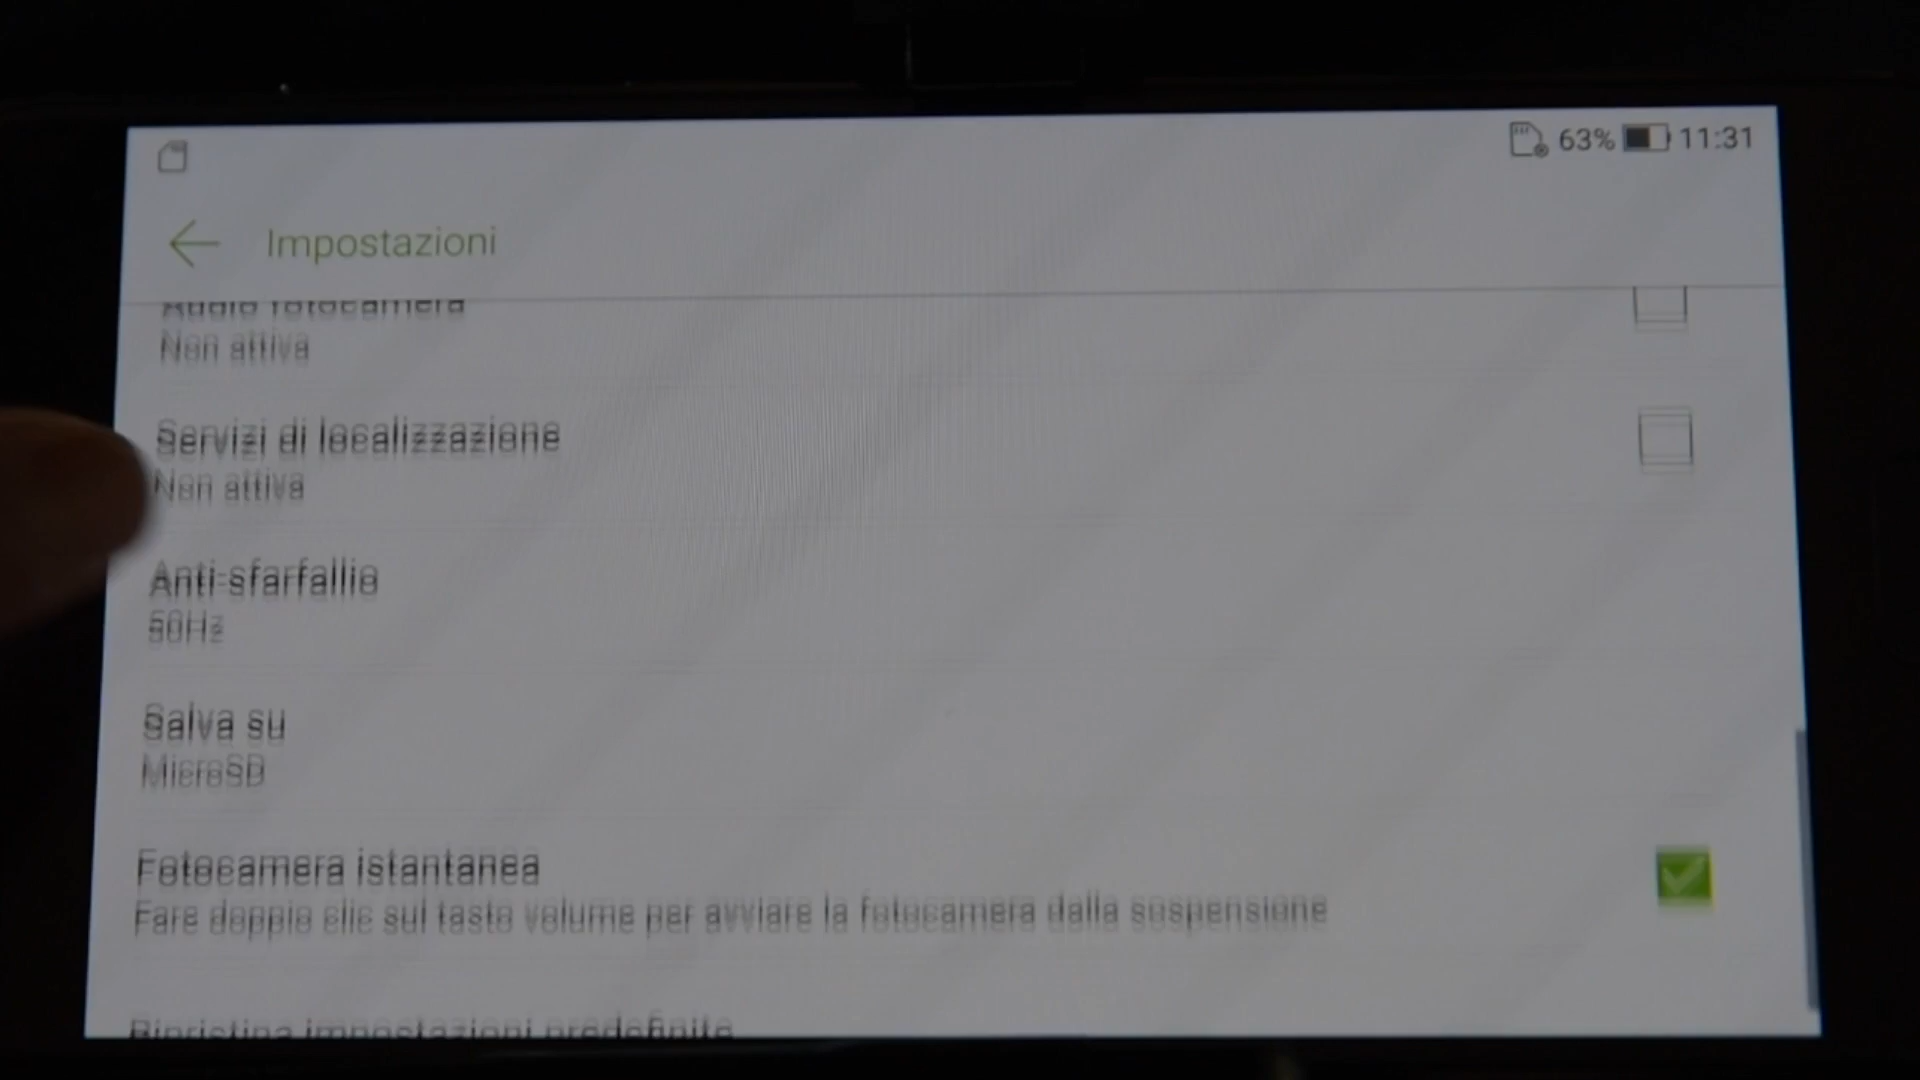 63% 11:31
Impostazioni
Audio fotocamera
Non attiva
Servizi di localizzazione
Non attiva
Anti-sfarfallio
50Hz
Salva su
MicroSD
Fotocamera istantanea
Fare doppio clic sul tasto volume per avviare la fotocamera dalla sospensione
Ripristina impostazioni predefinite